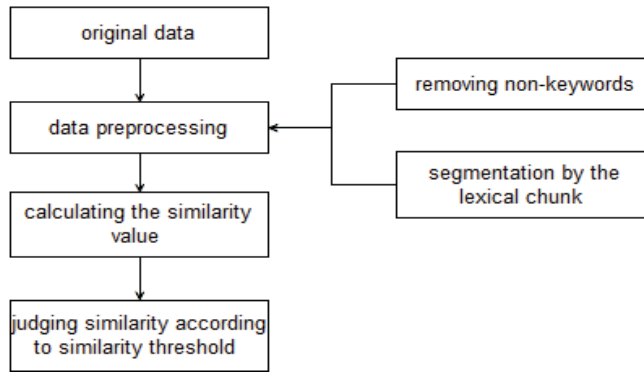 original data
removing non-keywords
data preprocessing
segmentation by the
lexical chunk
calculating the similarity
value
judging similarity according
to similarity threshold